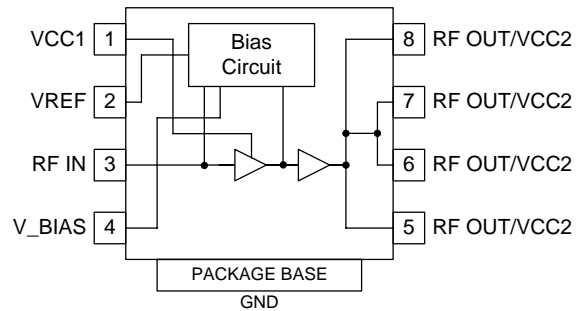 VCC1 1
VREF 2
RF IN 3
V_BIAS 4
Bias
Circuit
8 RF OUT/VCC2
7 RF OUT/VCC2
6 RF OUT/VCC2
5 RF OUT/VCC2
PACKAGE BASE
GND